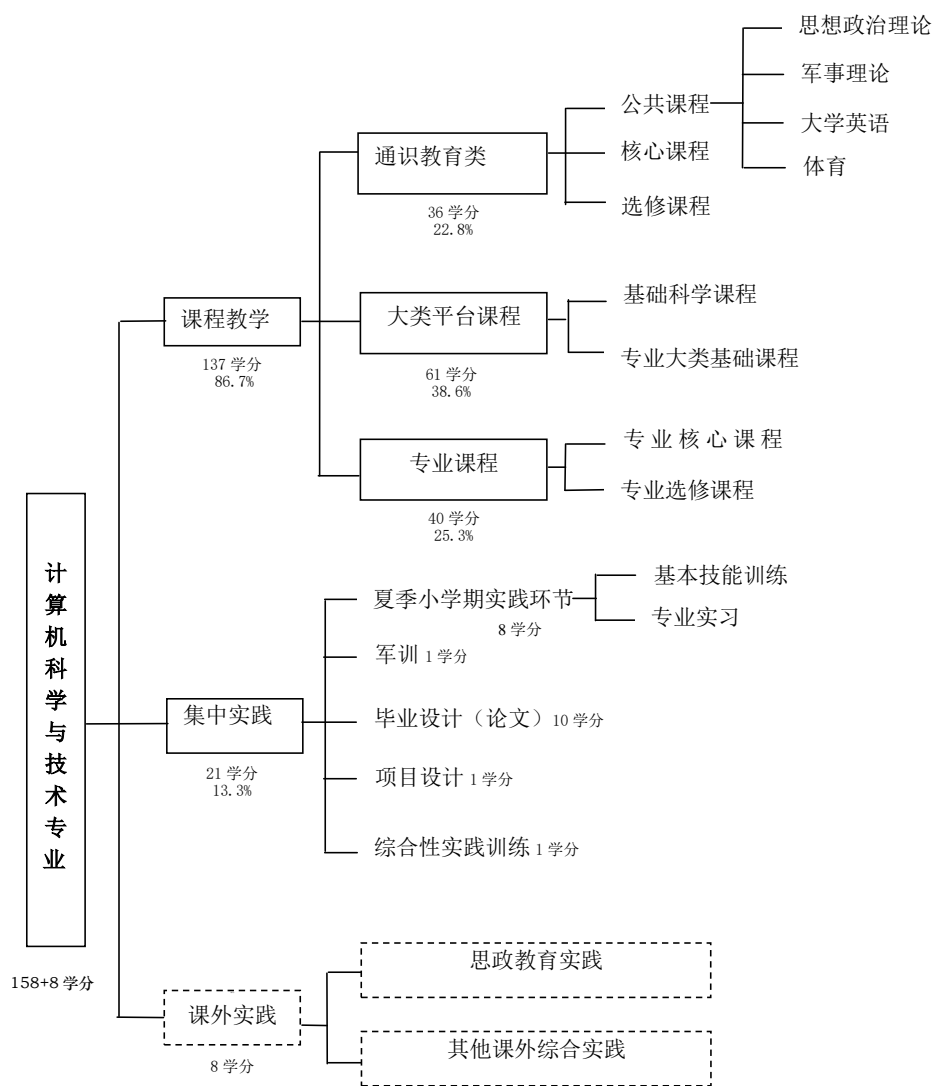 思想政治理论
军事理论
大学英语
体育
公共课程
核心课程
选修课程
通识教育类
36 学分
22.8%
基础科学课程
专业大类基础课程
大类平台课程
61 学分
38.6%
课程教学
137 学分
86.7%
专业核心课程
专业选修课程
专业课程
40 学分
25.3%
计算机科学与技术专业
158+8 学分
夏季小学期实践环节
8 学分
基本技能训练
专业实习
军训 1 学分
毕业设计（论文）10 学分
项目设计 1 学分
综合性实践训练 1 学分
集中实践
21 学分
13.3%
思政教育实践
课外实践
8 学分
其他课外综合实践